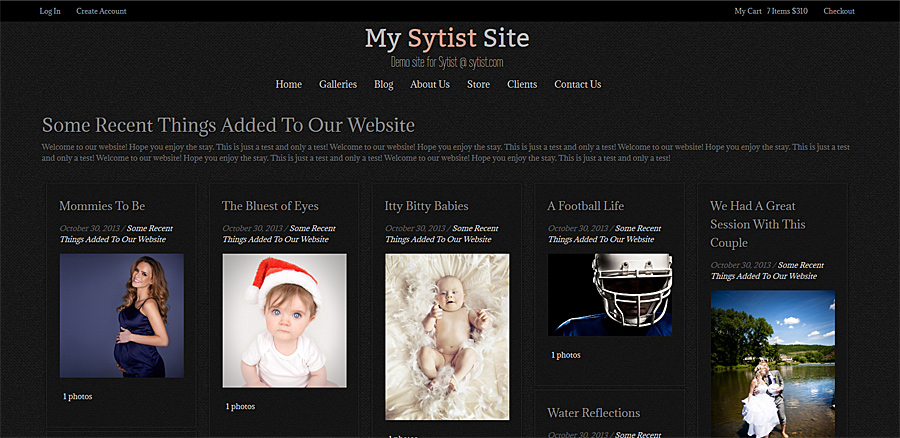 Log In Create Account My Cart 7 Items $310 Checkout
My Sytist Site
Demo site for Sytist @ sytist.com
Home Galleries Blog About Us Store Clients Contact Us
Some Recent Things Added To Our Website
Welcome to our website! Hope you enjoy the stay. This is just a test and only a test! Welcome to our website! Hope you enjoy the stay. This is just a test and only a test! Welcome to our website! Hope you enjoy the stay. This is just a test
and only a test! Welcome to our website! Hope you enjoy the stay. This is just a test and only a test! Welcome to our website! Hope you enjoy the stay. This is just a test and only a test!
Mommies To Be
October 30, 2013 / Some Recent
Things Added To Our Website
1 photos
The Bluest of Eyes
October 30, 2013 / Some Recent
Things Added To Our Website
1 photos
Itty Bitty Babies
October 30, 2013 / Some Recent
Things Added To Our Website
A Football Life
October 30, 2013 / Some Recent
Things Added To Our Website
1 photos
Water Reflections
October 30, 2013 / Some Recent
We Had A Great
Session With This
Couple
October 30, 2013 / Some Recent
Things Added To Our Website